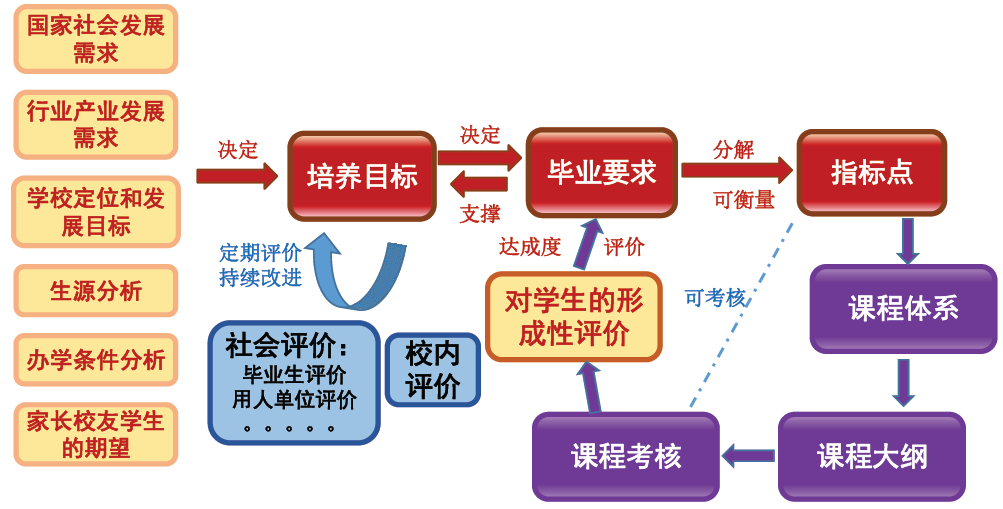 国家社会发展
需求
行业产业发展
需求
学校定位和发
展目标
生源分析
办学条件分析
家长校友学生
的期望
决定
培养目标
决定
支撑
毕业要求
分解
可衡量
指标点
定期评价
持续改进
社会评价：
毕业生评价
用人单位评价
。。。。。
校内
评价
达成度
评价
对学生的形
成性评价
可考核
课程体系
课程大纲
课程考核